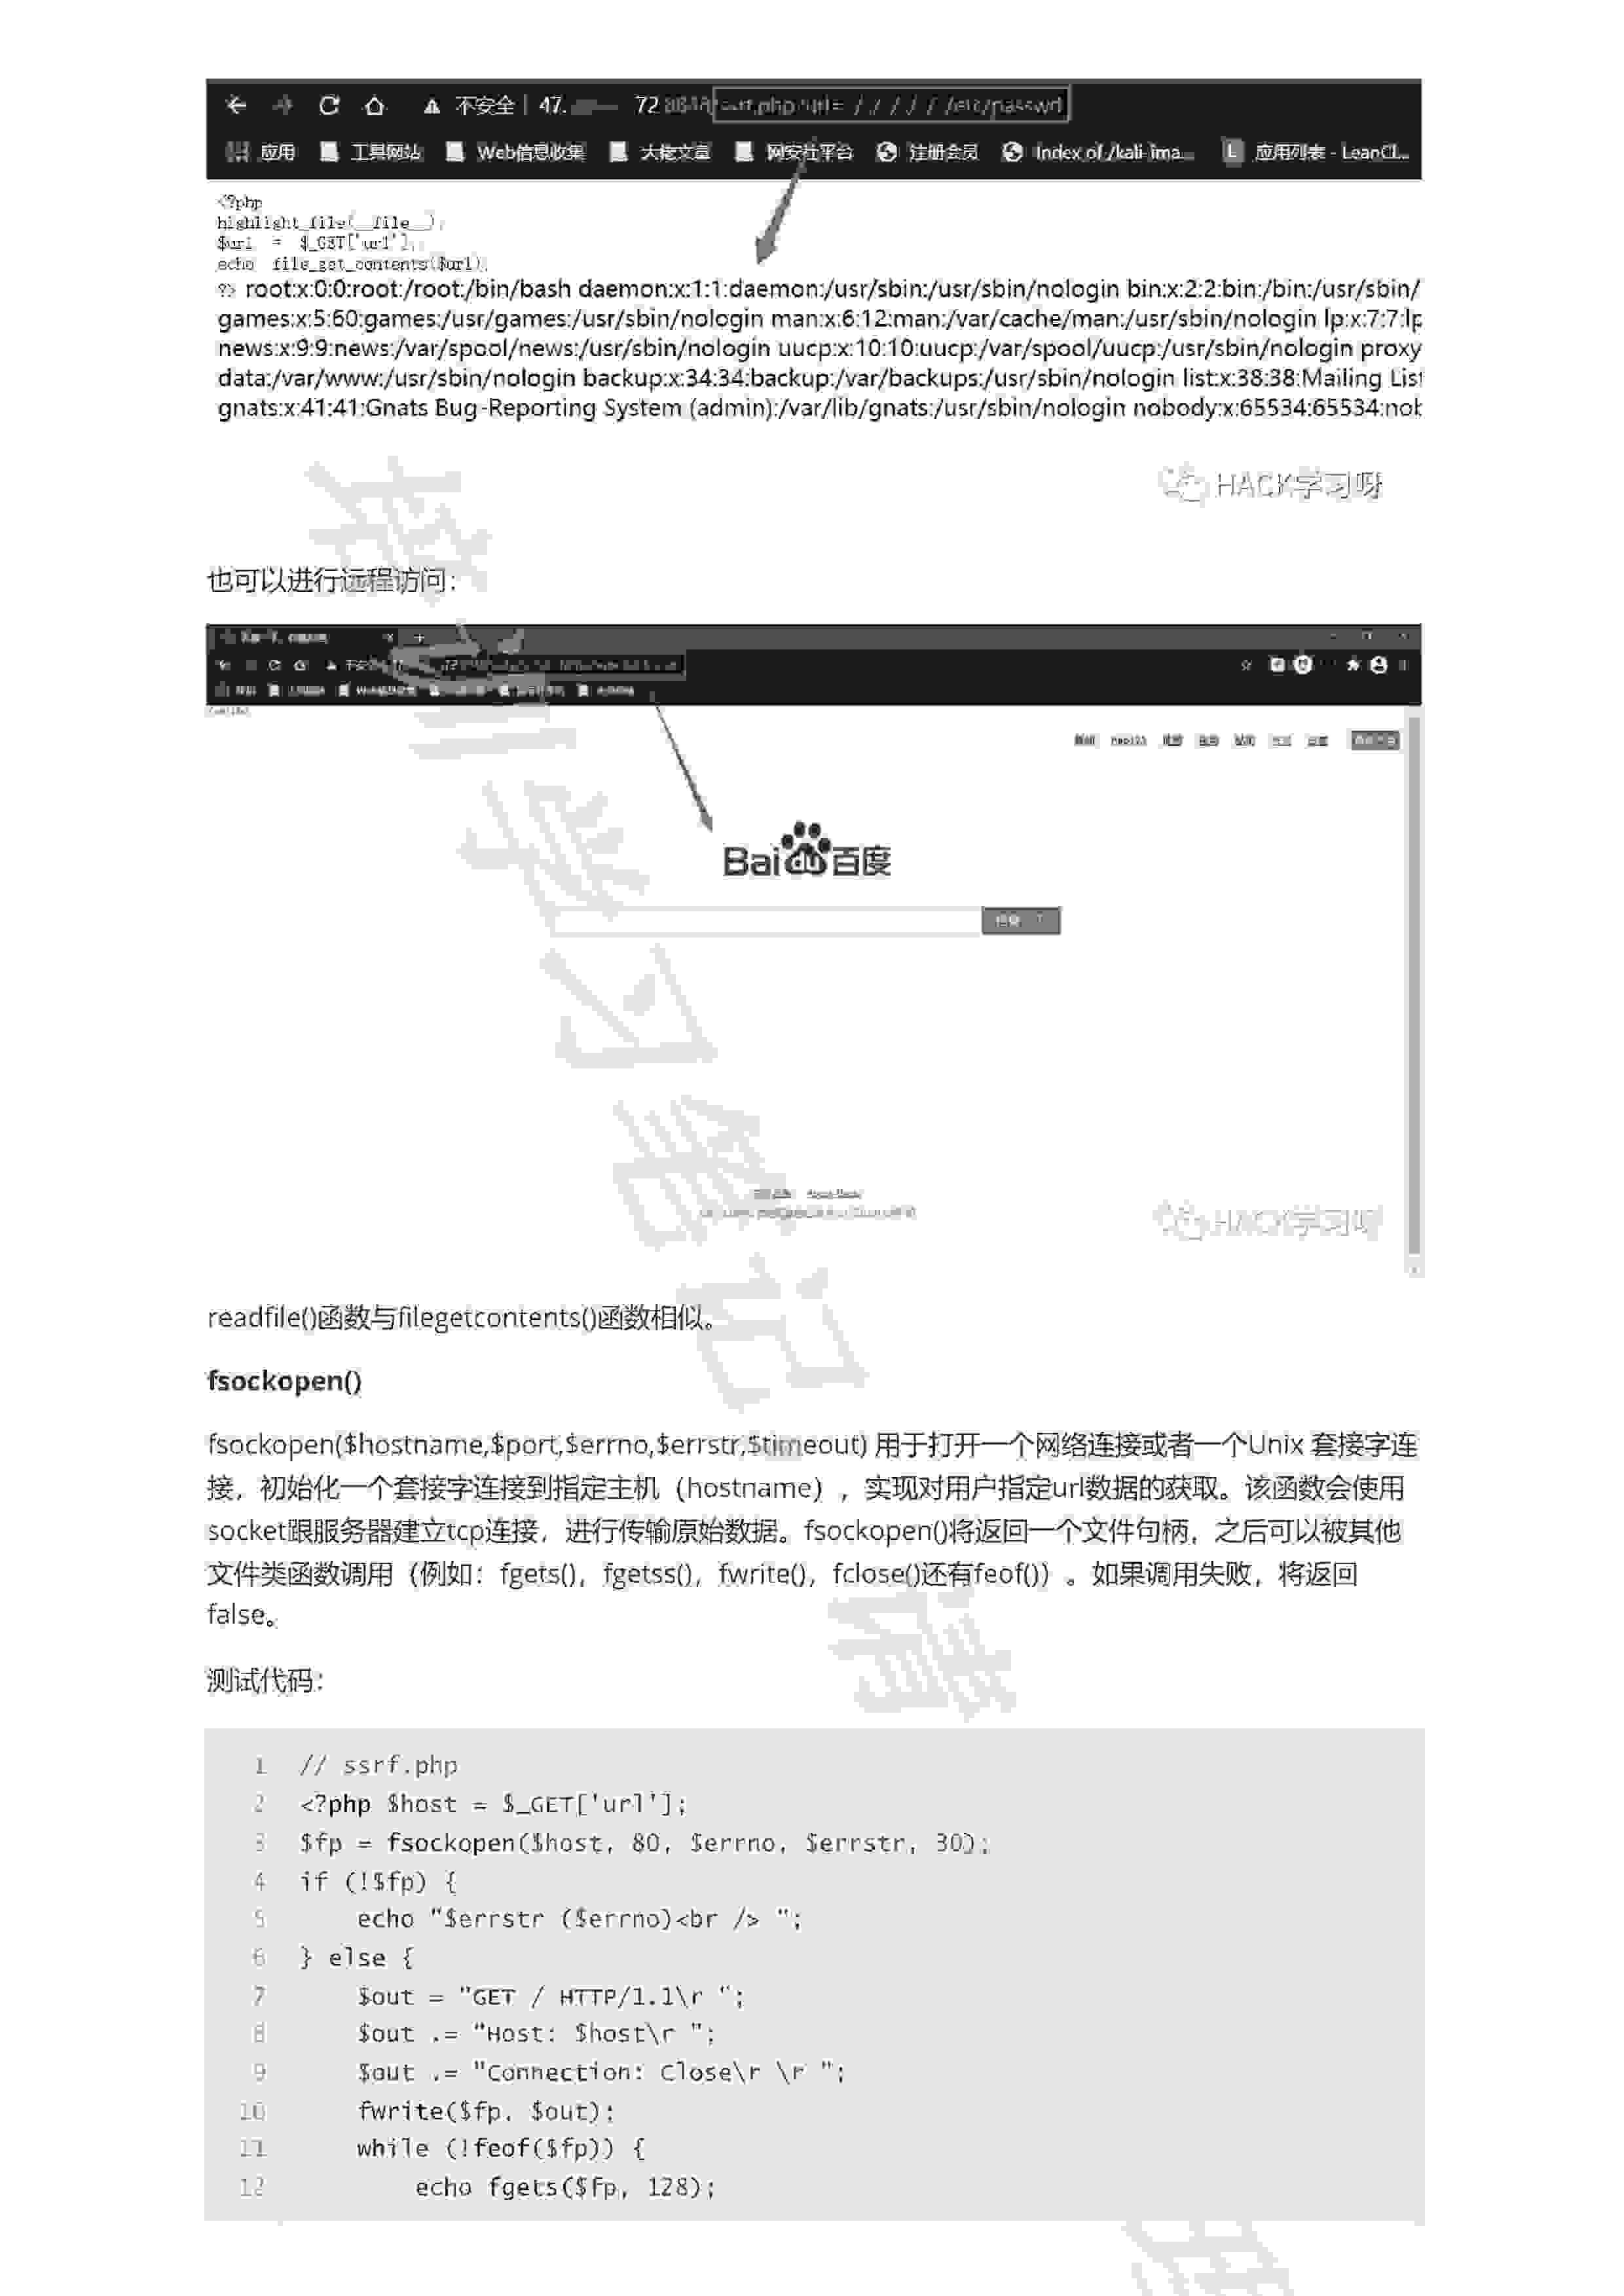 不安全 47. 72
应用 工具网站 Web信息收集 大佬文章 网安社平台 注册会员 Index of /kali-ima... 应用列表 - LeanCl...
<?php
highlight_file(__file__);
$url = $_GET['url'];
echo file_get_contents($url);
?> root:x:0:0:root:/root:/bin/bash daemon:x:1:1:daemon:/usr/sbin:/usr/sbin/nologin bin:x:2:2:bin:/bin:/usr/sbin/
games:x:5:60:games:/usr/games:/usr/sbin/nologin man:x:6:12:man:/var/cache/man:/usr/sbin/nologin lp:x:7:7:lp
news:x:9:9:news:/var/spool/news:/usr/sbin/nologin uucp:x:10:10:uucp:/var/spool/uucp:/usr/sbin/nologin proxy
data:/var/www:/usr/sbin/nologin backup:x:34:34:backup:/var/backups:/usr/sbin/nologin list:x:38:38:Mailing List
gnats:x:41:41:Gnats Bug-Reporting System (admin):/var/lib/gnats:/usr/sbin/nologin nobody:x:65534:65534:nob
HACK学习呀
也可以进行远程访问：
Bai du 百度
HACK学习呀
readfile()函数与filegetcontents()函数相似。
fsockopen()
fsockopen($hostname,$port,$errno,$errstr,$timeout) 用于打开一个网络连接或者一个Unix 套接字连
接，初始化一个套接字连接到指定主机（hostname），实现对用户指定url数据的获取。该函数会使用
socket跟服务器建立tcp连接，进行传输原始数据。fsockopen()将返回一个文件句柄，之后可以被其他
文件类函数调用（例如：fgets()，fgetss()，fwrite()，fclose()还有feof()）。如果调用失败，将返回
false。
测试代码：
1 // ssrf.php
2 <?php $host = $_GET['url'];
3 $fp = fsockopen($host, 80, $errno, $errstr, 30);
4 if (!$fp) {
5 echo "$errstr ($errno)<br /> ";
6 } else {
7 $out = "GET / HTTP/1.1\r ";
8 $out .= "Host: $host\r ";
9 $out .= "Connection: Close\r \r ";
10 fwrite($fp, $out);
11 while (!feof($fp)) {
12 echo fgets($fp, 128);